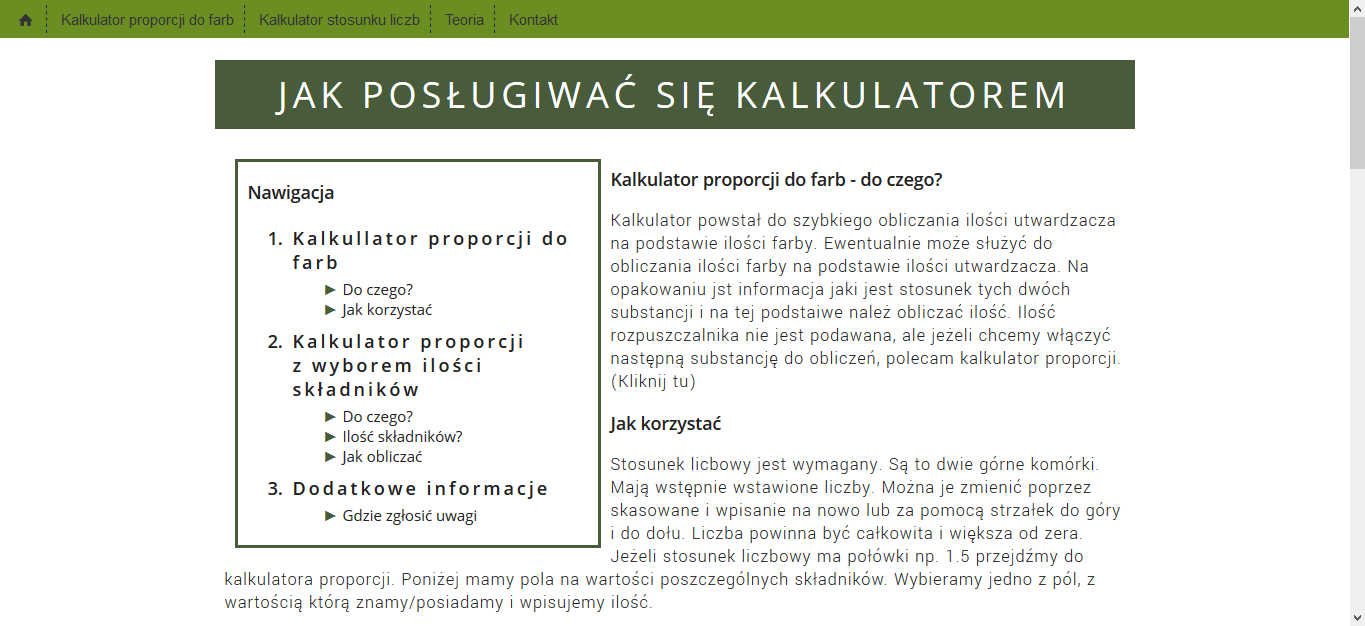 Kalkulator proporcji do farb Kalkulator stosunku liczb Teoria Kontakt
JAK POSŁUGIWAĆ SIĘ KALKULATOREM
Nawigacja
1. Kalkullator proporcji do
farb
► Do czego?
► Jak korzystać
2. Kalkulator proporcji
z wyborem ilości
składników
► Do czego?
► Ilość składników?
► Jak obliczać
3. Dodatkowe informacje
► Gdzie zgłosić uwagi
Kalkulator proporcji do farb - do czego?
Kalkulator powstał do szybkiego obliczania ilości utwardzacza
na podstawie ilości farby. Ewentualnie może służyć do
obliczania ilości farby na podstawie ilości utwardzacza. Na
opakowaniu jst informacja jaki jest stosunek tych dwóch
substancji i na tej podstaiwe należ obliczać ilość. Ilość
rozpuszczalnika nie jest podawana, ale jeżeli chcemy włączyć
następną substancję do obliczeń, polecam kalkulator proporcji.
(Kliknij tu)
Jak korzystać
Stosunek licbowy jest wymagany. Są to dwie górne komórki.
Mają wstępnie wstawione liczby. Można je zmienić poprzez
skasowane i wpisanie na nowo lub za pomocą strzałek do góry
i do dołu. Liczba powinna być całkowita i większa od zera.
Jeżeli stosunek liczbowy ma połówki np. 1.5 przejdźmy do
kalkulatora proporcji. Poniżej mamy pola na wartości poszczególnych składników. Wybieramy jedno z pól, z
wartością którą znamy/posiadamy i wpisujemy ilość.